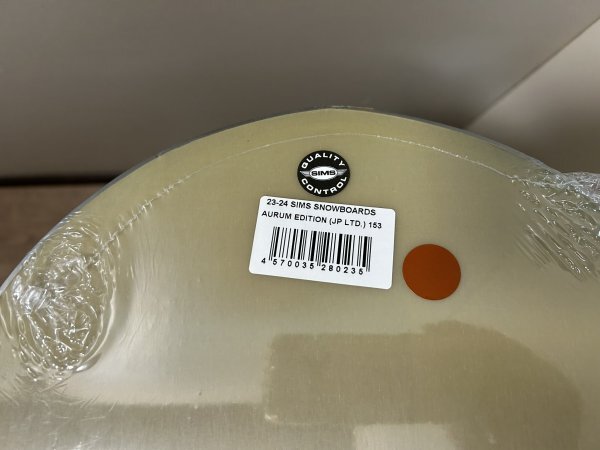 QUALITY
SIMS
CONTROL
23-24 SIMS SNOWBOARDS
AURUM EDITION (JP LTD.) 153
4 570035 280235